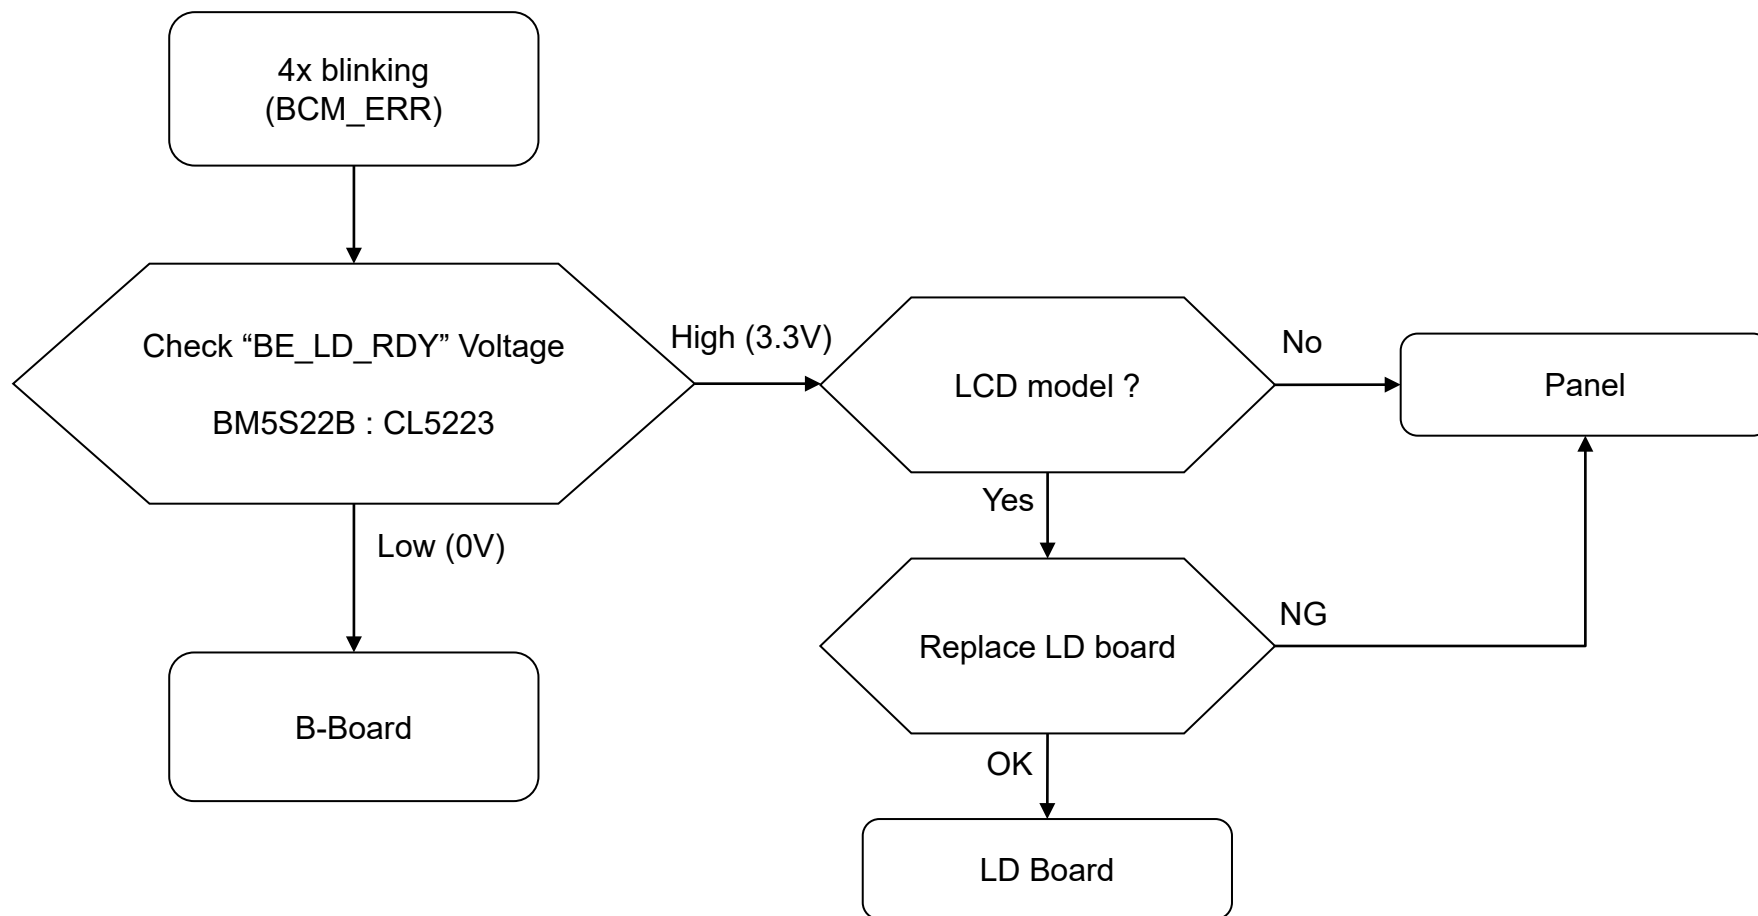 4x blinking
(BCM_ERR)
Check “BE_LD_RDY” Voltage
BM5S22B : CL5223
High (3.3V)
LCD model ?
No
Panel
Yes
Low (0V)
Replace LD board
NG
B-Board
OK
LD Board